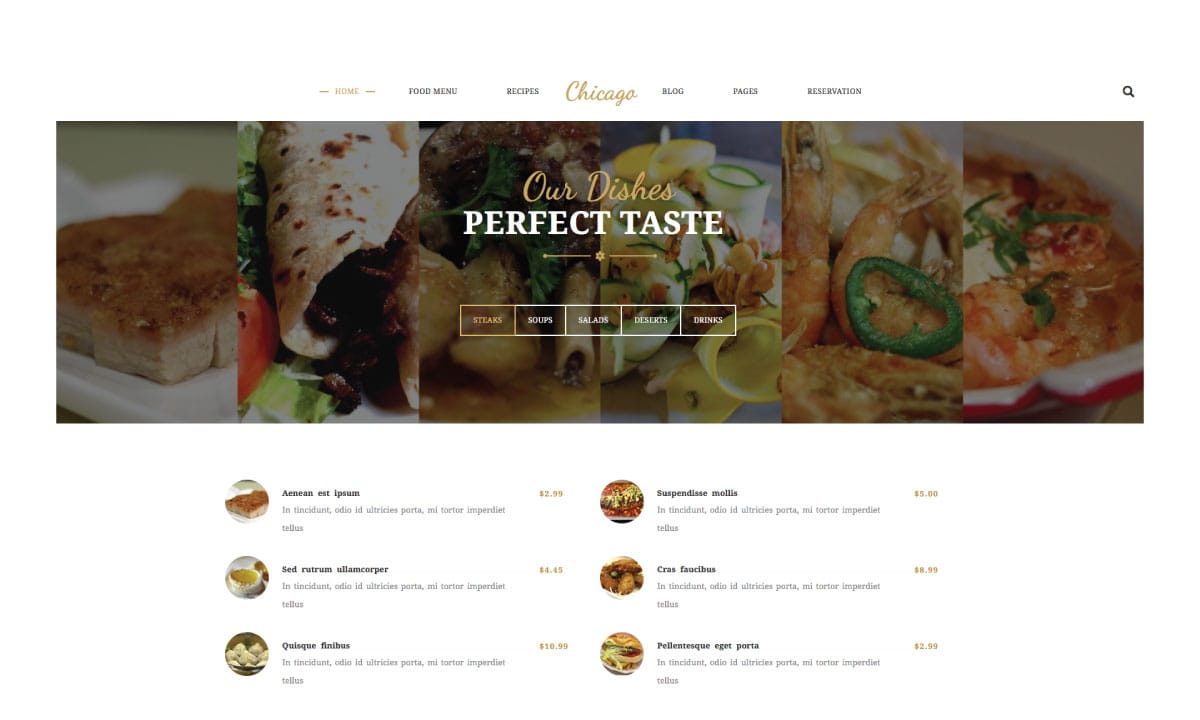 HOME FOOD MENU RECIPES Chicago BLOG PAGES RESERVATION
Our Dishes
PERFECT TASTE
STEAKS SOUPS SALADS DESERTS DRINKS
Aenean est ipsum $2.99
In tincidunt, odio id ultricies porta, mi tortor imperdiet
tellus
Suspendisse mollis $5.00
In tincidunt, odio id ultricies porta, mi tortor imperdiet
tellus
Sed rutrum ullamcorper $4.45
In tincidunt, odio id ultricies porta, mi tortor imperdiet
tellus
Cras faucibus $8.99
In tincidunt, odio id ultricies porta, mi tortor imperdiet
tellus
Quisque finibus $10.99
In tincidunt, odio id ultricies porta, mi tortor imperdiet
tellus
Pellentesque eget porta $2.99
In tincidunt, odio id ultricies porta, mi tortor imperdiet
tellus